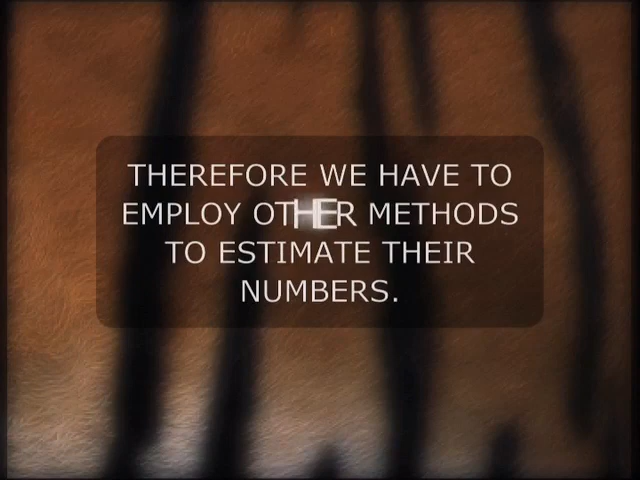 THEREFORE WE HAVE TO
EMPLOY OTHER METHODS
TO ESTIMATE THEIR
NUMBERS.